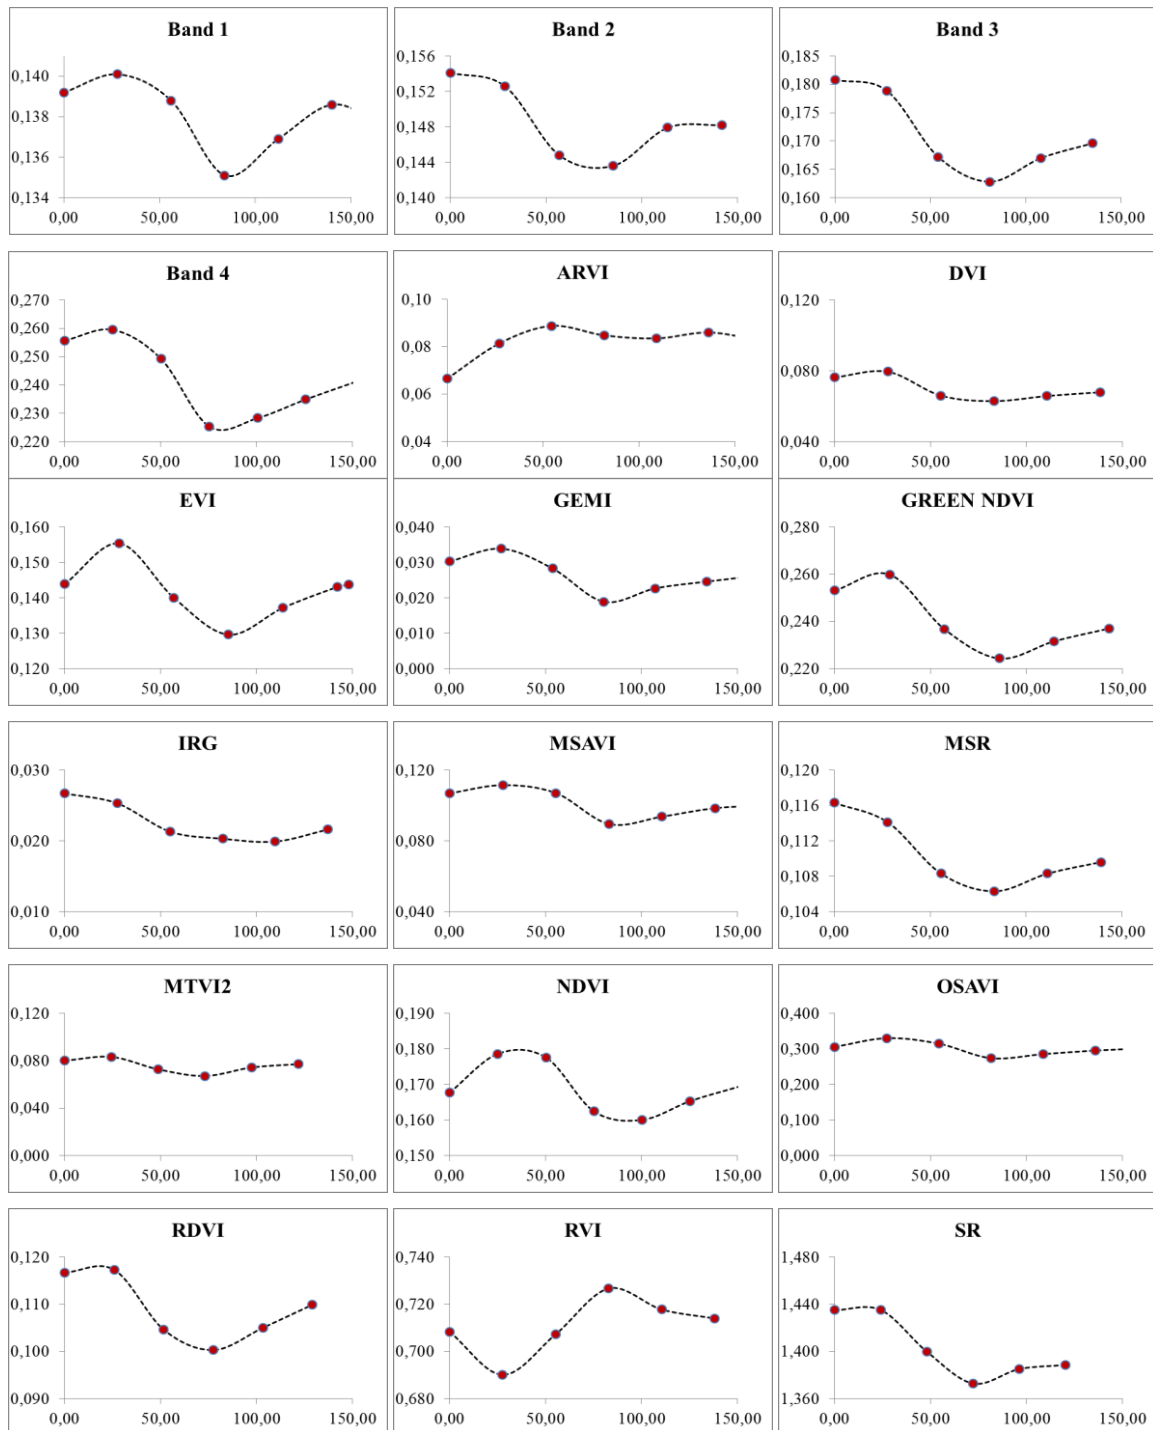 Band 1
0,140
0,138
0,136
0,134
0,00 50,00 100,00 150,00
Band 2
0,156
0,152
0,148
0,144
0,140
0,00 50,00 100,00 150,00
Band 3
0,185
0,180
0,175
0,170
0,165
0,160
0,00 50,00 100,00 150,00
Band 4
0,270
0,260
0,250
0,240
0,230
0,220
0,00 50,00 100,00 150,00
ARVI
0,10
0,08
0,06
0,04
0,00 50,00 100,00 150,00
DVI
0,120
0,080
0,040
0,00 50,00 100,00 150,00
EVI
0,160
0,150
0,140
0,130
0,120
0,00 50,00 100,00 150,00
GEMI
0,040
0,030
0,020
0,010
0,000
0,00 50,00 100,00 150,00
GREEN NDVI
0,280
0,260
0,240
0,220
0,00 50,00 100,00 150,00
IRG
0,030
0,020
0,010
0,00 50,00 100,00 150,00
MSAVI
0,120
0,080
0,040
0,00 50,00 100,00 150,00
MSR
0,120
0,116
0,112
0,108
0,104
0,00 50,00 100,00 150,00
MTVI2
0,120
0,080
0,040
0,000
0,00 50,00 100,00 150,00
NDVI
0,190
0,180
0,170
0,160
0,150
0,00 50,00 100,00 150,00
OSAVI
0,400
0,300
0,200
0,100
0,000
0,00 50,00 100,00 150,00
RDVI
0,120
0,110
0,100
0,090
0,00 50,00 100,00 150,00
RVI
0,740
0,720
0,700
0,680
0,00 50,00 100,00 150,00
SR
1,480
1,440
1,400
1,360
0,00 50,00 100,00 150,00